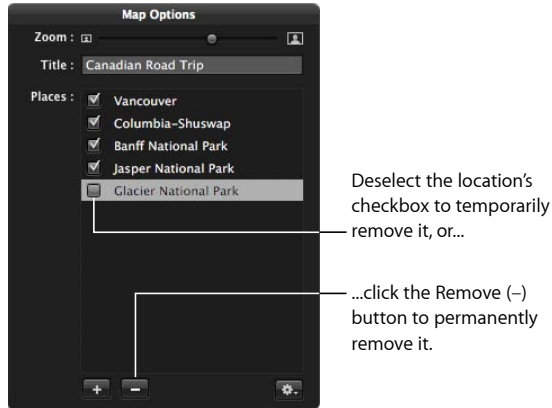 Map Options
Zoom :
Title : Canadian Road Trip
Places :
Vancouver
Columbia-Shuswap
Banff National Park
Jasper National Park
Glacier National Park
Deselect the location's
checkbox to temporarily
remove it, or...
...click the Remove (–)
button to permanently
remove it.